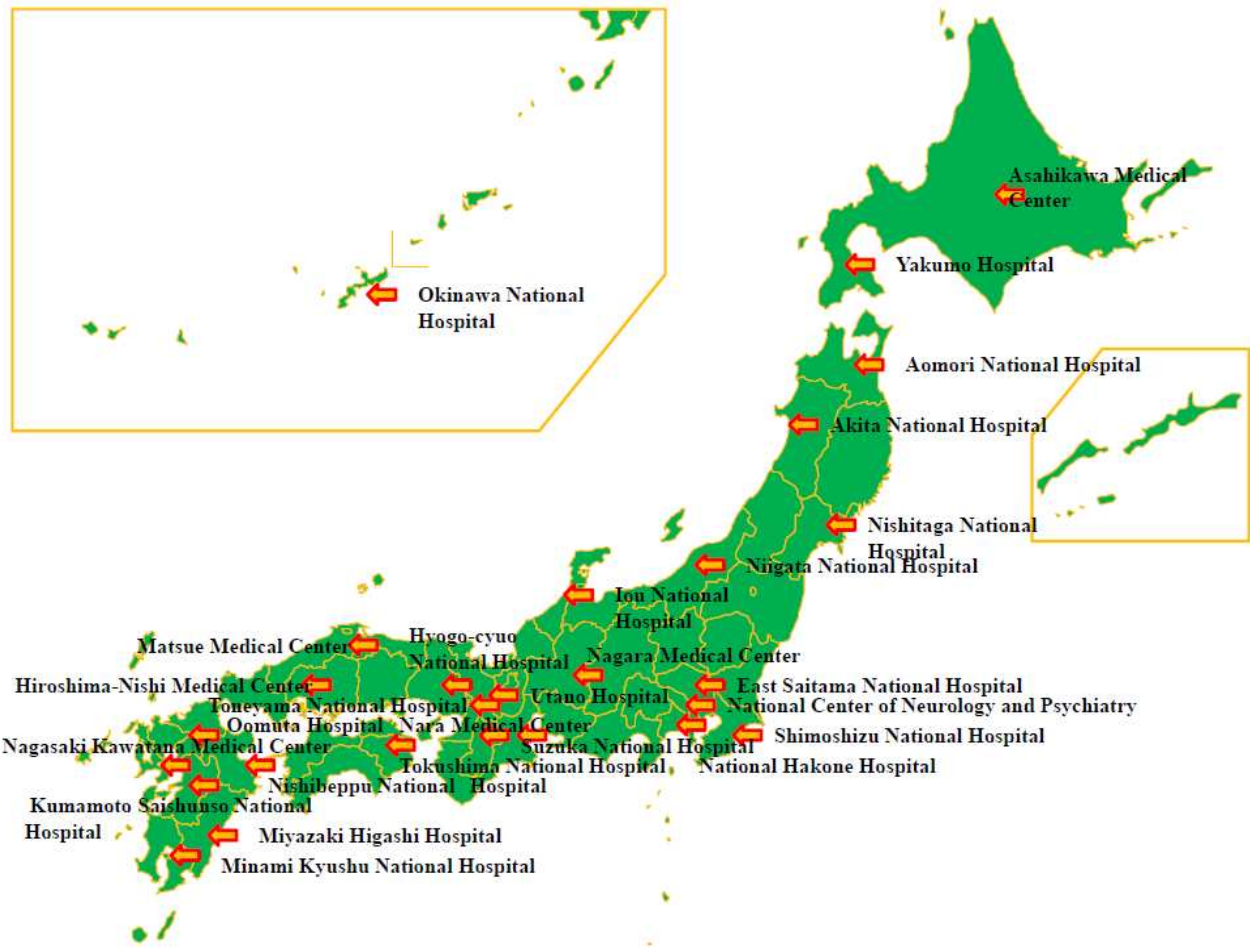 Asahikawa Medical
Center
Yakumo Hospital
Okinawa National
Hospital
Aomori National Hospital
Akita National Hospital
Nishitaga National
Hospital
Niigata National Hospital
Iou National
Hospital
Hyogo-cyuo
National Hospital
Matsue Medical Center
Nagara Medical Center
Hiroshima-Nishi Medical Center
East Saitama National Hospital
Utano Hospital
Toneyama National Hospital
National Center of Neurology and Psychiatry
Oomuta Hospital
Nara Medical Center
Shimoshizu National Hospital
Nagasaki Kawatana Medical Center
Suzuka National Hospital
Tokushima National Hospital
National Hakone Hospital
Nishibeppu National Hospital
Kumamoto Saishunso National
Hospital
Miyazaki Higashi Hospital
Minami Kyushu National Hospital